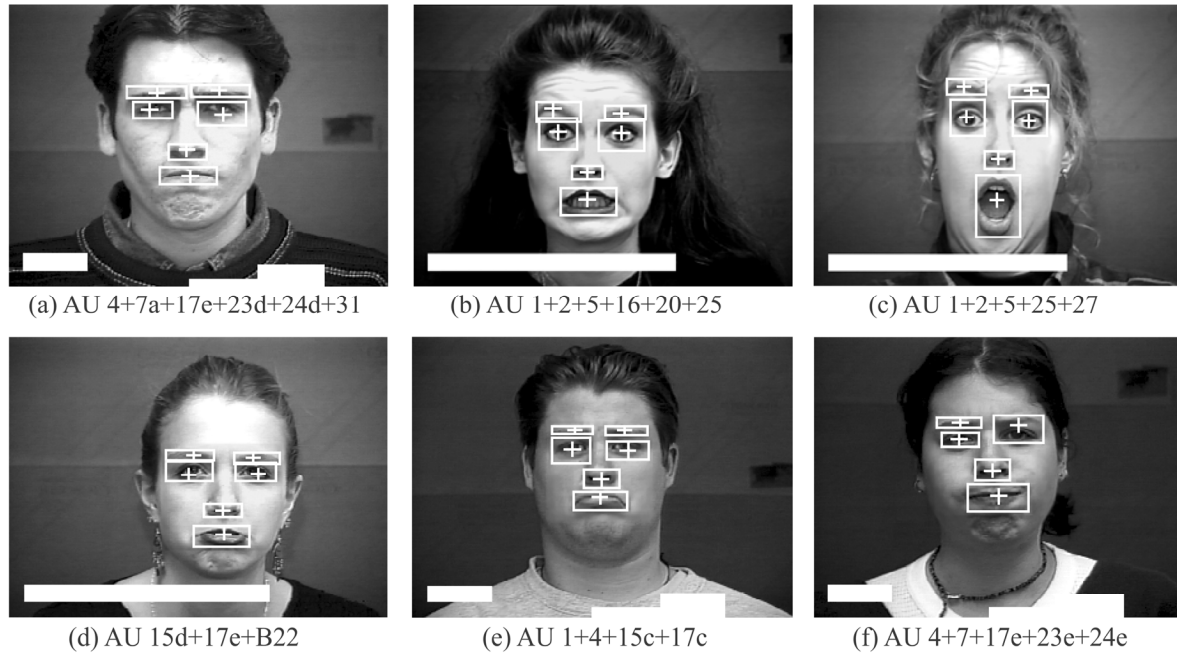 (a) AU 4+7a+17e+23d+24d+31
(b) AU 1+2+5+16+20+25
(c) AU 1+2+5+25+27
(d) AU 15d+17e+B22
(e) AU 1+4+15c+17c
(f) AU 4+7+17e+23e+24e